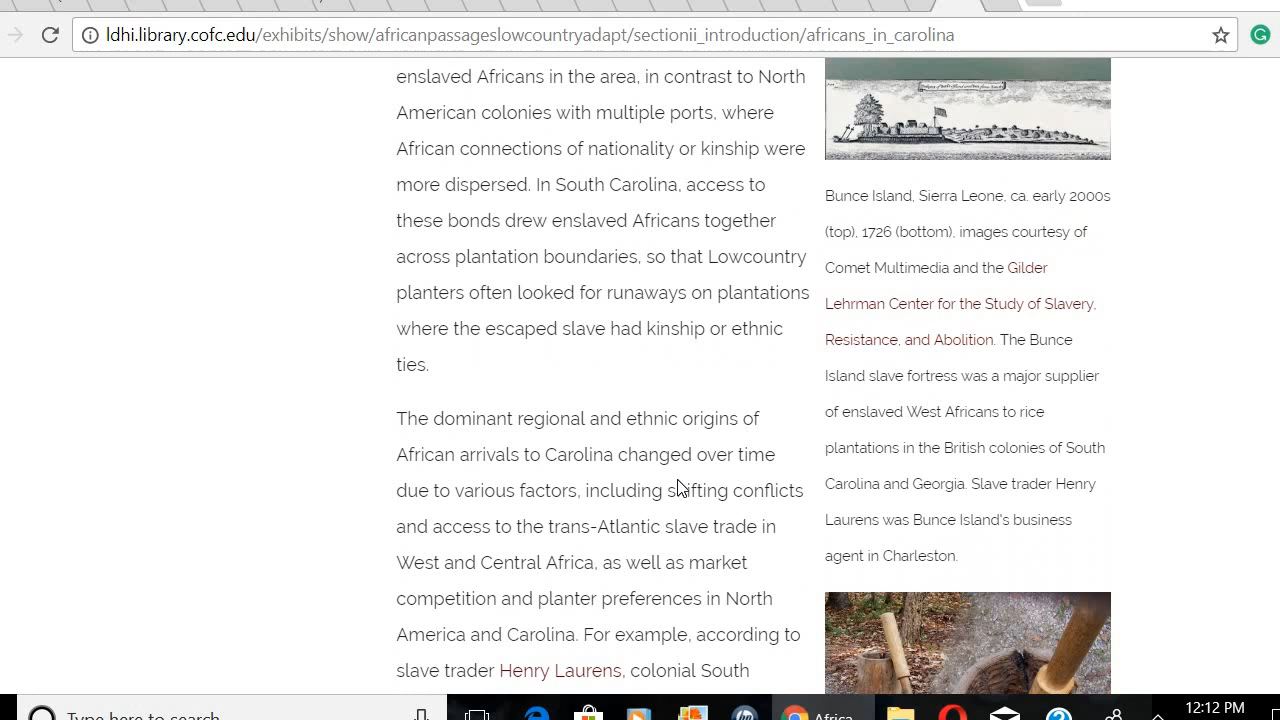 ldhi.library.cofc.edu/exhibits/show/africanpassageslowcountryadapt/sectionii_introduction/africans_in_carolina
enslaved Africans in the area, in contrast to North
American colonies with multiple ports, where
African connections of nationality or kinship were
more dispersed. In South Carolina, access to
these bonds drew enslaved Africans together
across plantation boundaries, so that Lowcountry
planters often looked for runaways on plantations
where the escaped slave had kinship or ethnic
ties.
The dominant regional and ethnic origins of
African arrivals to Carolina changed over time
due to various factors, including shifting conflicts
and access to the trans-Atlantic slave trade in
West and Central Africa, as well as market
competition and planter preferences in North
America and Carolina. For example, according to
slave trader Henry Laurens, colonial South
Bunce Island, Sierra Leone, ca. early 2000s
(top), 1726 (bottom), images courtesy of
Comet Multimedia and the Gilder
Lehrman Center for the Study of Slavery,
Resistance, and Abolition. The Bunce
Island slave fortress was a major supplier
of enslaved West Africans to rice
plantations in the British colonies of South
Carolina and Georgia. Slave trader Henry
Laurens was Bunce Island's business
agent in Charleston.
Type here to search
Africa
12:12 PM